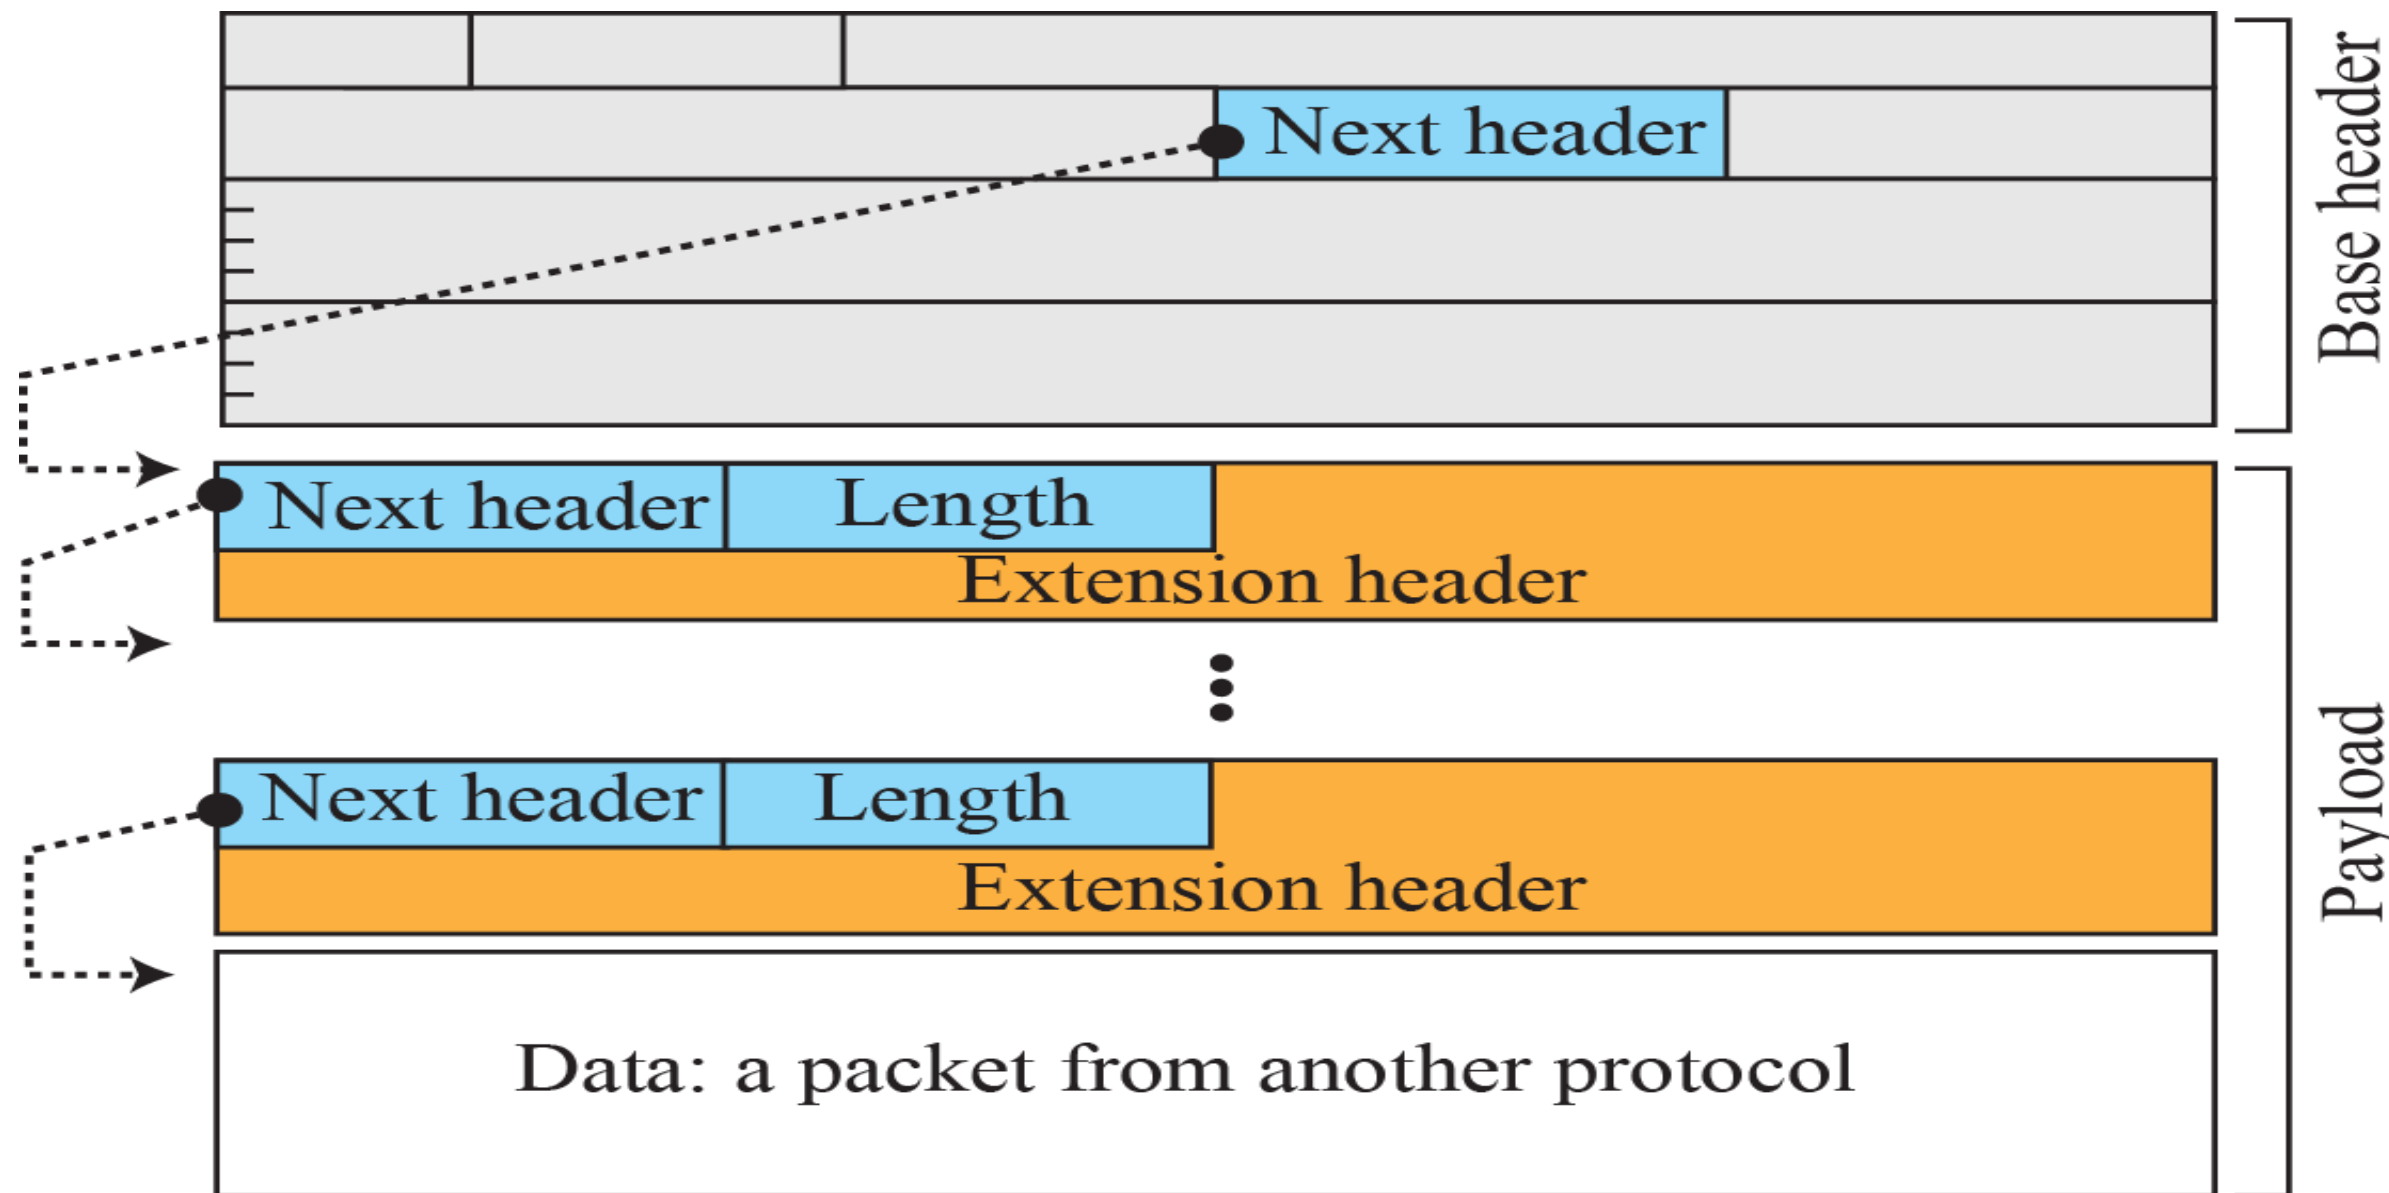 Next header
Base header
Next header
Length
Extension header
Next header
Length
Extension header
Payload
Data: a packet from another protocol